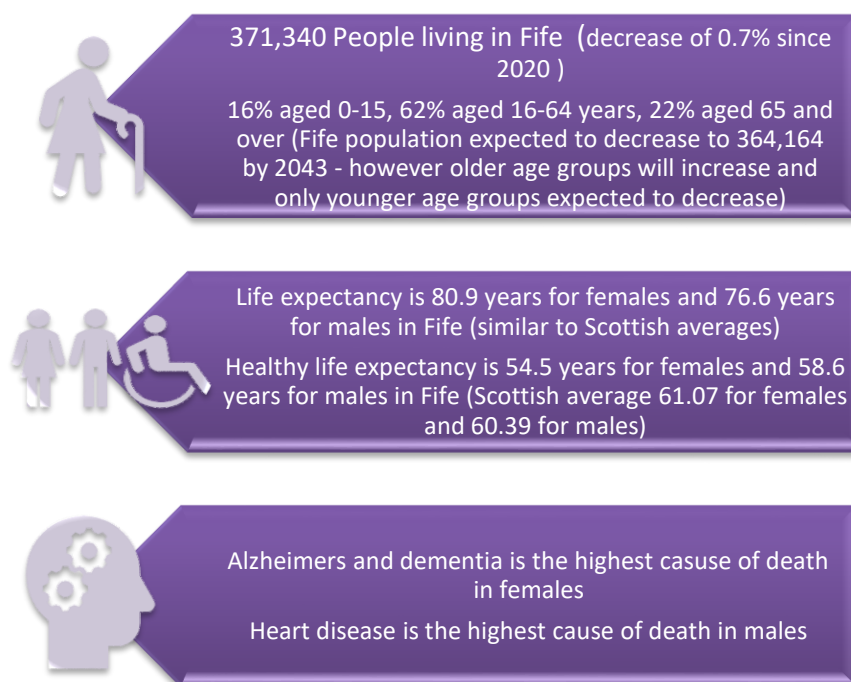 371,340 People living in Fife (decrease of 0.7% since
2020 )
16% aged 0-15, 62% aged 16-64 years, 22% aged 65 and
over (Fife population expected to decrease to 364,164
by 2043 - however older age groups will increase and
only younger age groups expected to decrease)
Life expectancy is 80.9 years for females and 76.6 years
for males in Fife (similar to Scottish averages)
Healthy life expectancy is 54.5 years for females and 58.6
years for males in Fife (Scottish average 61.07 for females
and 60.39 for males)
Alzheimers and dementia is the highest casuse of death
in females
Heart disease is the highest cause of death in males